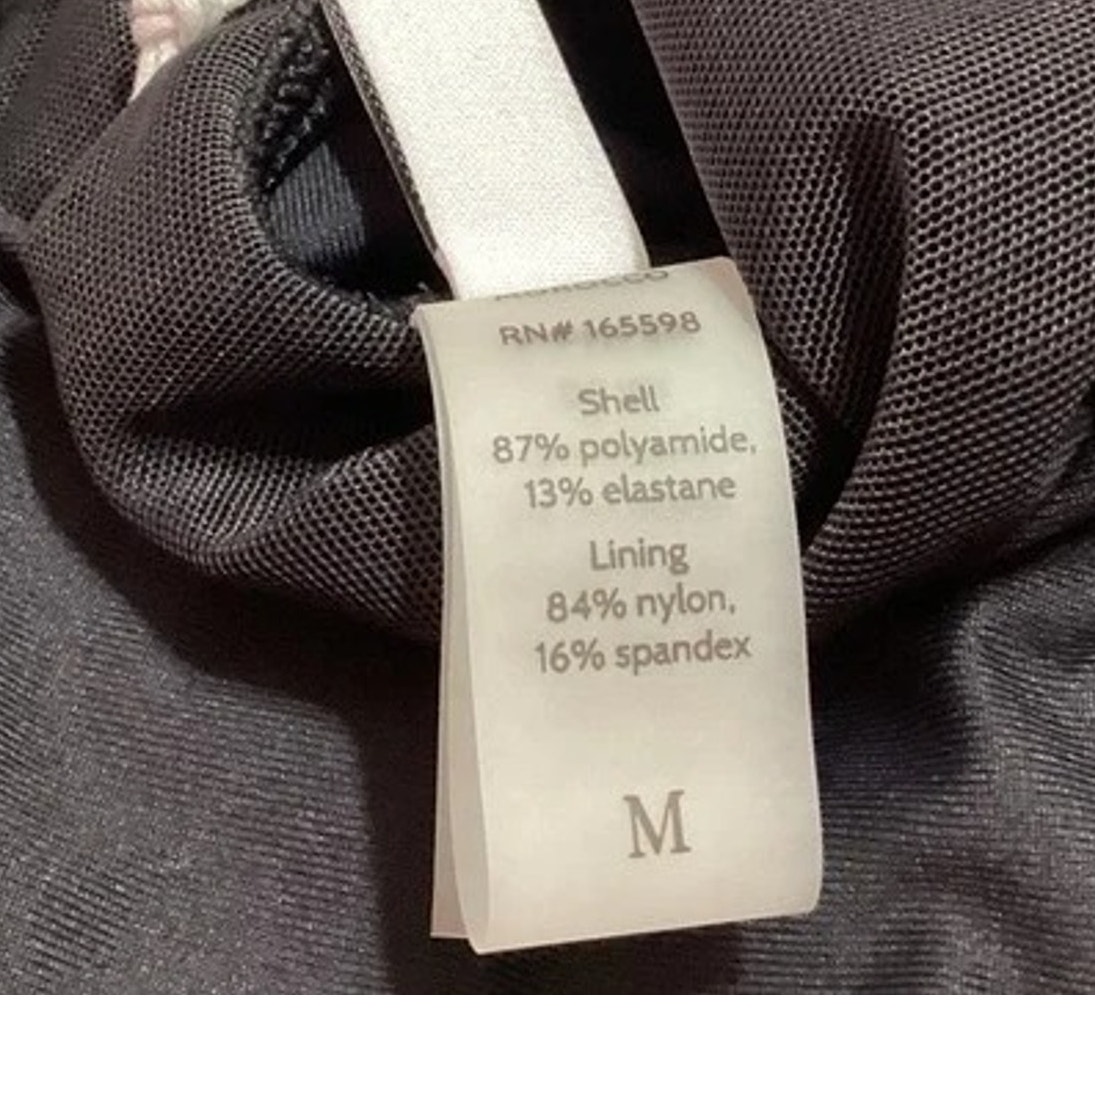 RN# 165598
Shell
87% polyamide,
13% elastane
Lining
84% nylon,
16% spandex
M